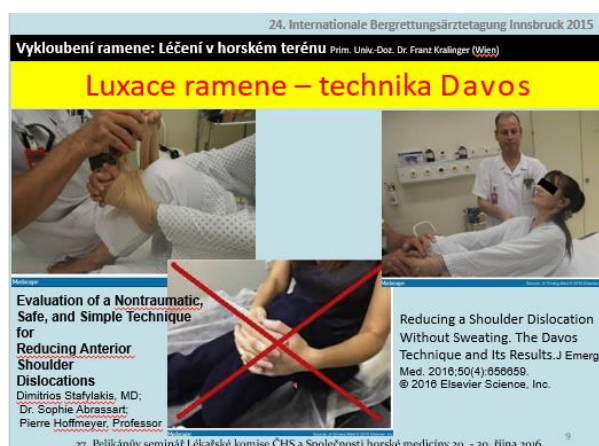 24. Internationale Bergrettungsärztetagung Innsbruck 2015
Vykloubení ramene: Léčení v horském terénu Prim. Univ.-Doz. Dr. Franz Kralinger (Wien)
Luxace ramene – technika Davos
Medscape
Medscape
Evaluation of a Nontraumatic,
Safe, and Simple Technique
for
Reducing Anterior
Shoulder
Dislocations
Dimitrios Stafylakis, MD;
Dr. Sophie Abrassart;
Pierre Hoffmeyer, Professor
Reducing a Shoulder Dislocation
Without Sweating. The Davos
Technique and Its Results.J Emerg
Med. 2016;50(4):656659.
© 2016 Elsevier Science, Inc.
27. Pelikánův seminář Lékařské komise ČHS a Společnosti horské medicíny 29. - 30. října 2016
9